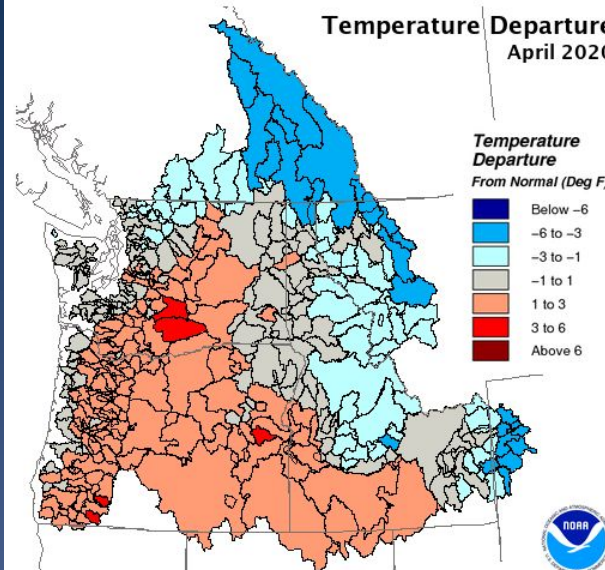 Temperature Departure
April 2020
Temperature
Departure
From Normal (Deg F.
Below -6
-6 to -3
-3 to -1
-1 to 1
1 to 3
3 to 6
Above 6
NOAA